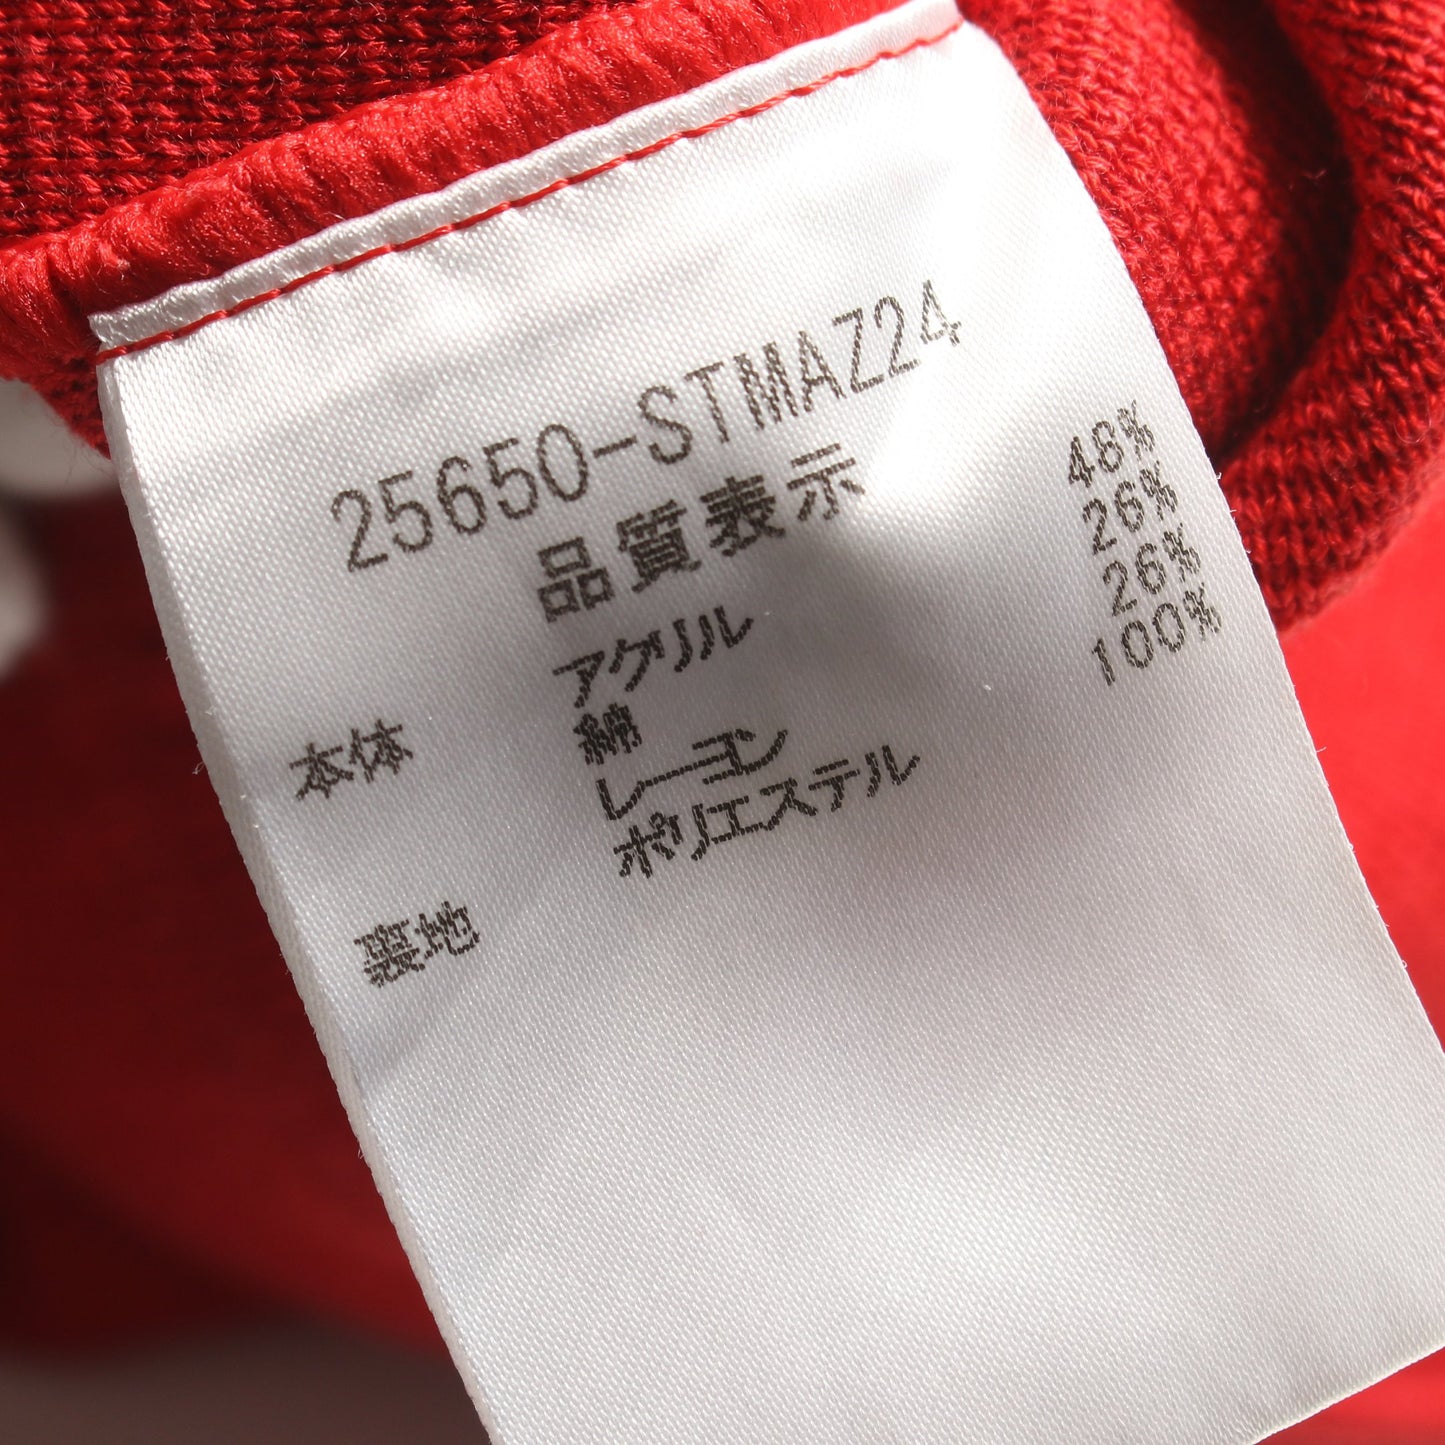 25650-STMAZ24
品質表示
本体 アクリル 48%
綿 26%
レーヨン 26%
裏地 ポリエステル 100%